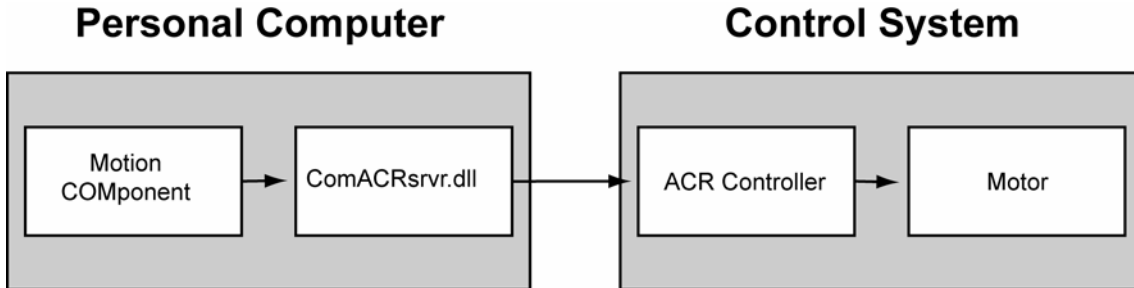 Personal Computer
Control System
Motion
COMponent
ComACRsrvr.dll
ACR Controller
Motor